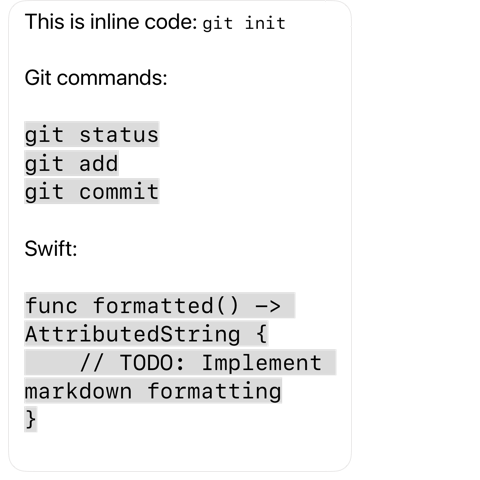 This is inline code: git init
Git commands:
git status
git add
git commit
Swift:
func formatted() ->
AttributedString {
    // TODO: Implement
markdown formatting
}